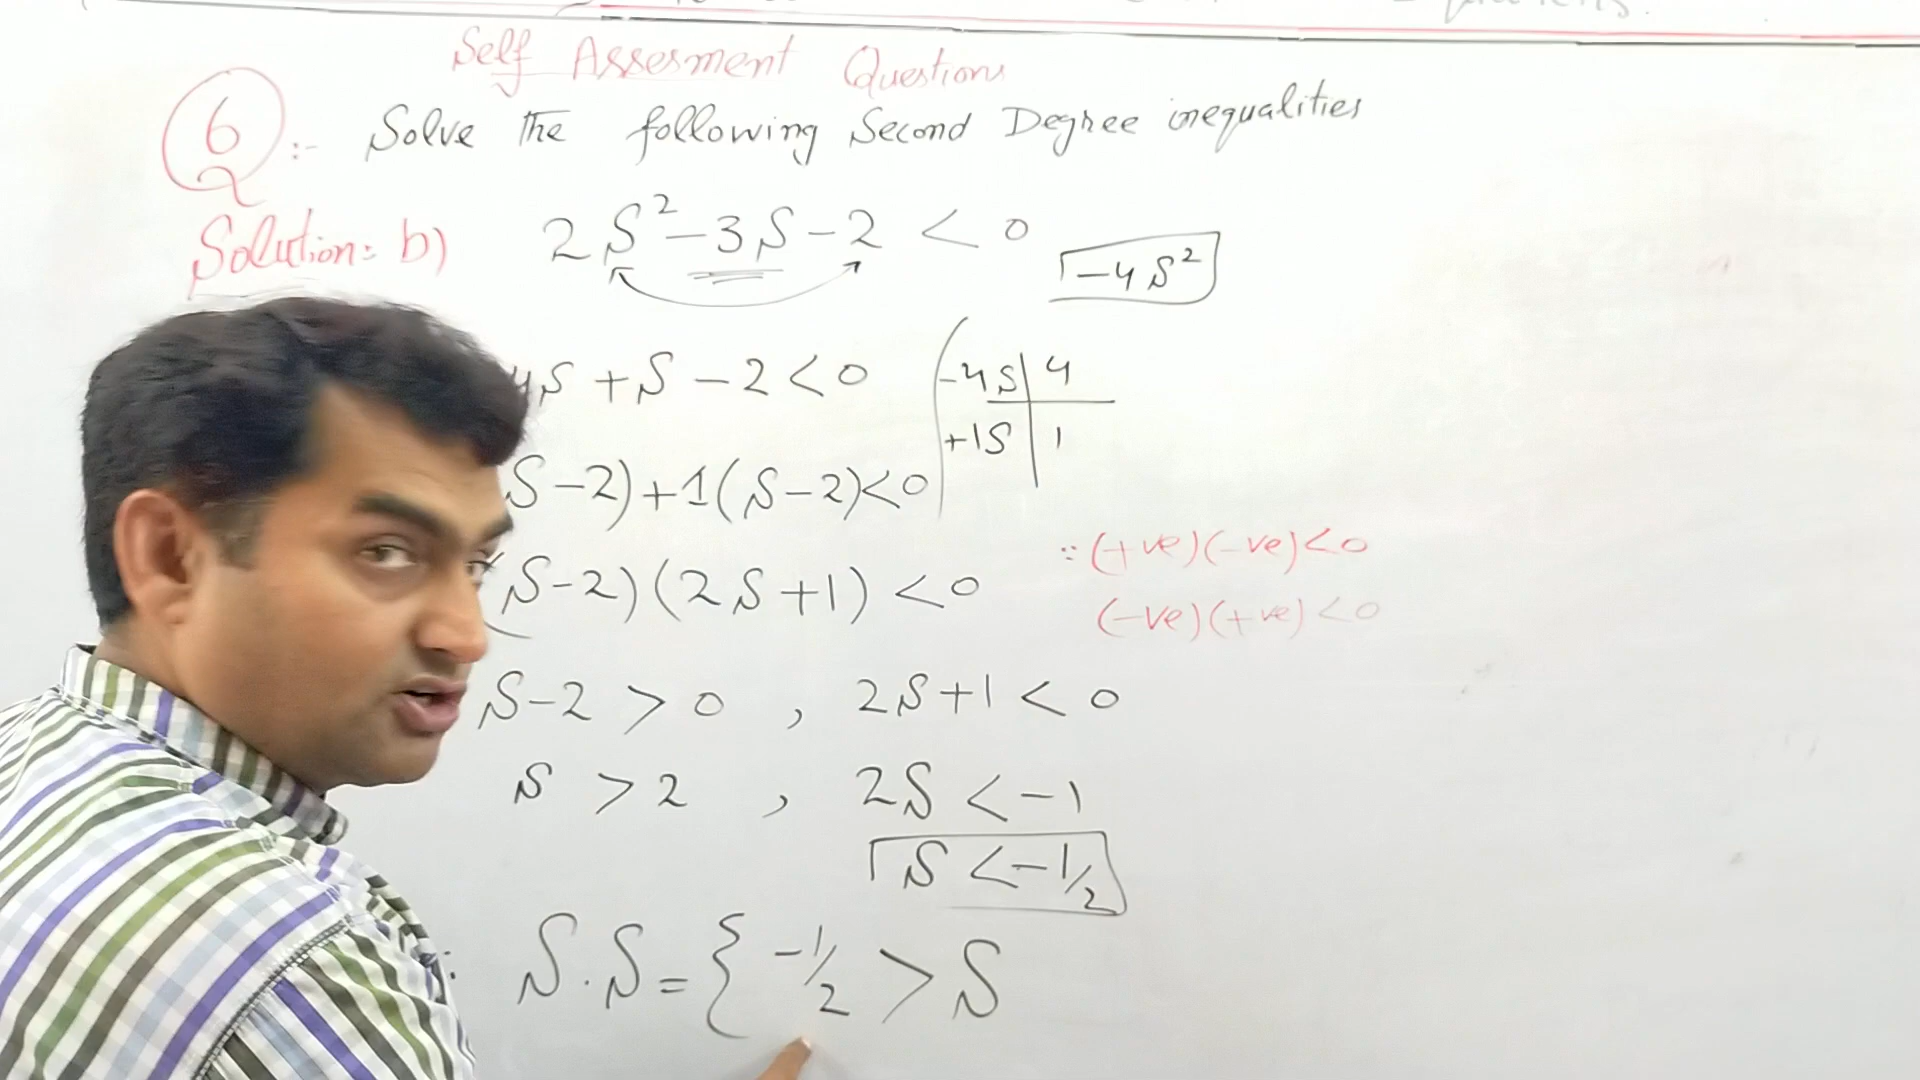 Self Assesment Questions
Q 6 :- Solve the following Second Degree inequalities
Solution: b) 2S² - 3S - 2 < 0
-4S²
4S + S - 2 < 0
-4S | 4
+1S | 1
S-2) + 1(S-2) < 0
(S-2)(2S+1) < 0
∵ (+ve)(-ve) < 0
(-ve)(+ve) < 0
S-2 > 0 , 2S+1 < 0
S > 2 , 2S < -1
S < -1/2
: S.S = { -1/2 > S